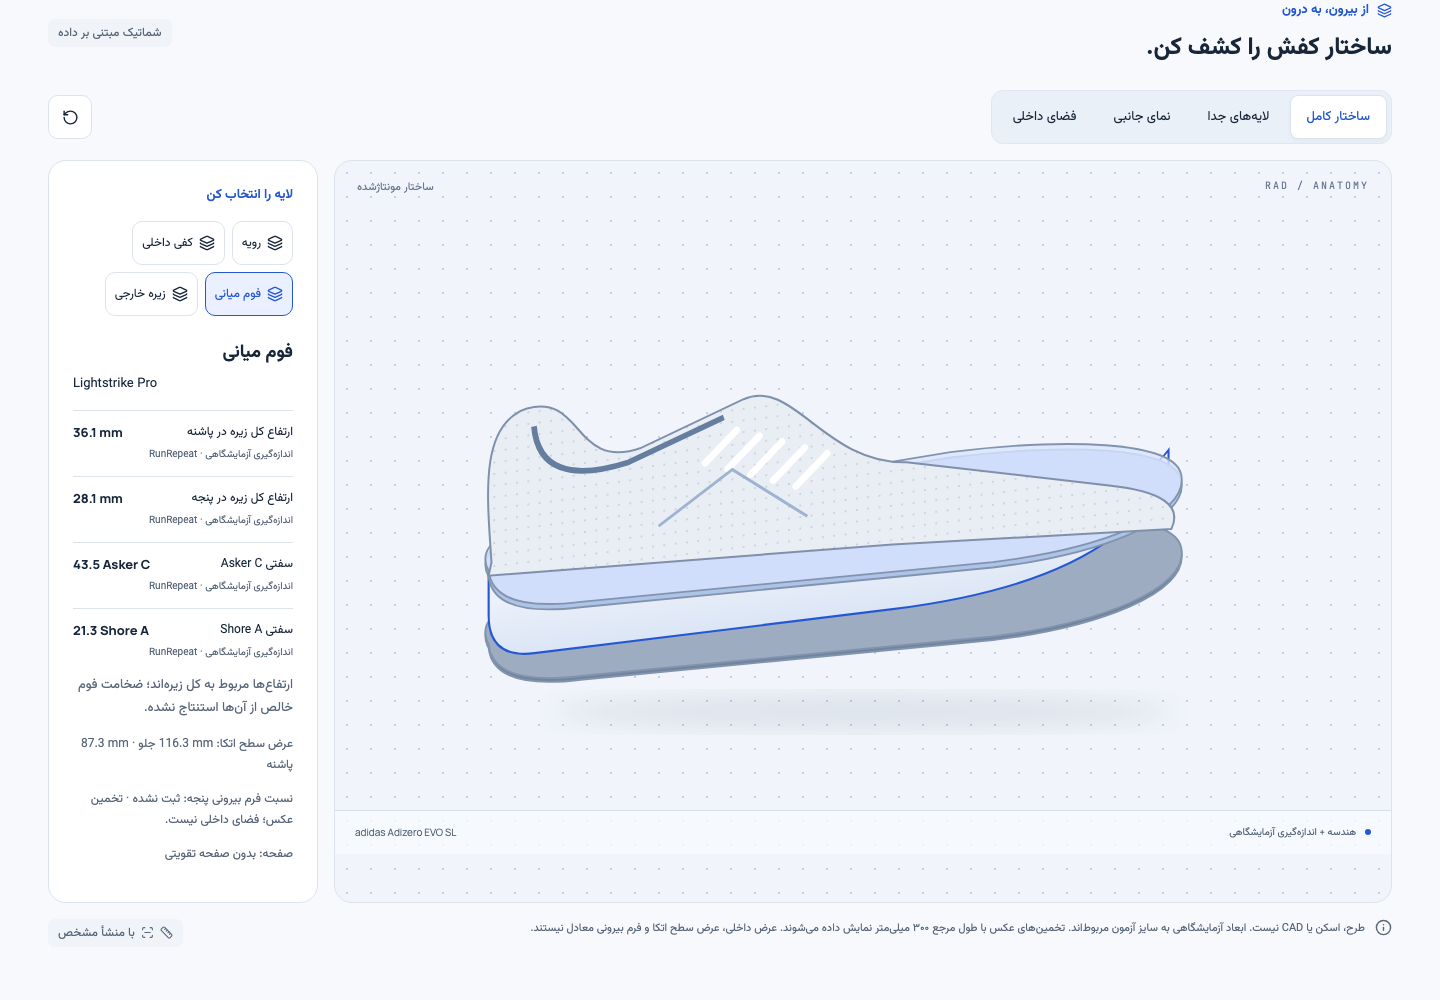 از بیرون، به درون
ساختار کفش را کشف کن.
شماتیک مبتنی بر داده
ساختار کامل
لایه‌های جدا
نمای جانبی
فضای داخلی
RAD / ANATOMY
ساختار مونتاژشده
هندسه + اندازه‌گیری آزمایشگاهی
adidas Adizero EVO SL
لایه را انتخاب کن
رویه
کفی داخلی
فوم میانی
زیره خارجی
فوم میانی
Lightstrike Pro
ارتفاع کل زیره در پاشنه 36.1 mm
اندازه‌گیری آزمایشگاهی · RunRepeat
ارتفاع کل زیره در پنجه 28.1 mm
اندازه‌گیری آزمایشگاهی · RunRepeat
سفتی Asker C 43.5 Asker C
اندازه‌گیری آزمایشگاهی · RunRepeat
سفتی Shore A 21.3 Shore A
اندازه‌گیری آزمایشگاهی · RunRepeat
ارتفاع‌ها مربوط به کل زیره‌اند؛ ضخامت فوم
خالص از آن‌ها استنتاج نشده.
عرض سطح اتکا: 116.3 mm جلو · 87.3 mm
پاشنه
نسبت فرم بیرونی پنجه: ثبت نشده · تخمین
عکس؛ فضای داخلی نیست.
صفحه: بدون صفحه تقویتی
طرح، اسکن یا CAD نیست. ابعاد آزمایشگاهی به سایز آزمون مربوط‌اند. تخمین‌های عکس با طول مرجع ۳۰۰ میلی‌متر نمایش داده می‌شوند. عرض داخلی، عرض سطح اتکا و فرم بیرونی معادل نیستند.
با منشأ مشخص